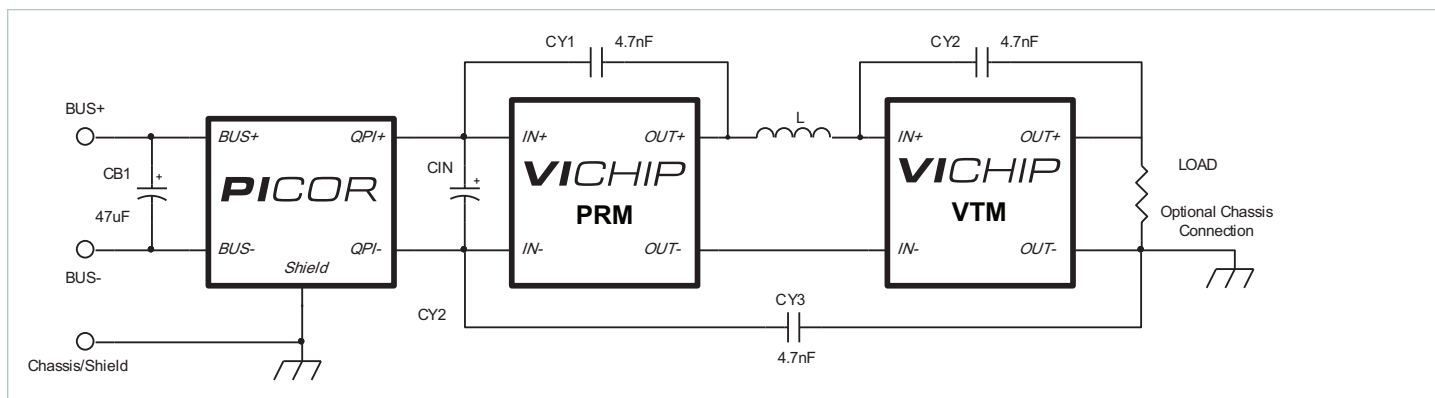 CY1 4.7nF
CY2 4.7nF
BUS+
BUS+ QPI+
IN+ OUT+
L
IN+ OUT+
CB1
+
47uF
PICOR
CIN
+
VICHIP
PRM
VICHIP
VTM
LOAD
Optional Chassis
Connection
BUS- QPI-
IN- OUT-
IN- OUT-
BUS-
Shield
CY2
CY3
4.7nF
Chassis/Shield